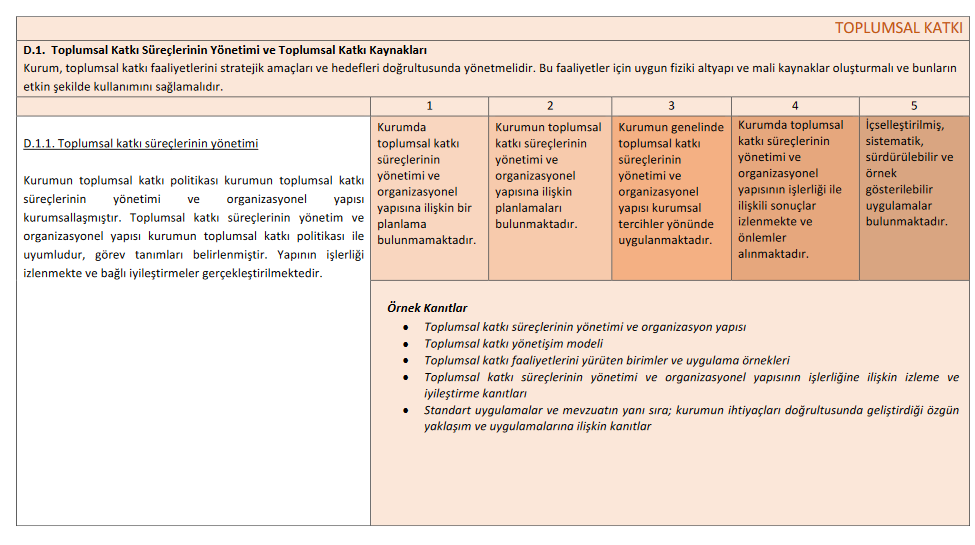 TOPLUMSAL KATKI
D.1. Toplumsal Katkı Süreçlerinin Yönetimi ve Toplumsal Katkı Kaynakları
Kurum, toplumsal katkı faaliyetlerini stratejik amaçları ve hedefleri doğrultusunda yönetmelidir. Bu faaliyetler için uygun fiziki altyapı ve mali kaynaklar oluşturmalı ve bunların
etkin şekilde kullanımını sağlamalıdır.
1 2 3 4 5
D.1.1. Toplumsal katkı süreçlerinin yönetimi
Kurumun toplumsal katkı politikası kurumun toplumsal katkı
süreçlerinin yönetimi ve organizasyonel yapısı
kurumsallaşmıştır. Toplumsal katkı süreçlerinin yönetim ve
organizasyonel yapısı kurumun toplumsal katkı politikası ile
uyumludur, görev tanımları belirlenmiştir. Yapının işlerliği
izlenmekte ve bağlı iyileştirmeler gerçekleştirilmektedir.
Kurumda
toplumsal katkı
süreçlerinin
yönetimi ve
organizasyonel
yapısına ilişkin bir
planlama
bulunmamaktadır.
Kurumun toplumsal
katkı süreçlerinin
yönetimi ve
organizasyonel
yapısına ilişkin
planlamaları
bulunmaktadır.
Kurumun genelinde
toplumsal katkı
süreçlerinin
yönetimi ve
organizasyonel
yapısı kurumsal
tercihler yönünde
uygulanmaktadır.
Kurumda toplumsal
katkı süreçlerinin
yönetimi ve
organizasyonel
yapısının işlerliği ile
ilişkili sonuçlar
izlenmekte ve
önlemler
alınmaktadır.
İçselleştirilmiş,
sistematik,
sürdürülebilir ve
örnek
gösterilebilir
uygulamalar
bulunmaktadır.
Örnek Kanıtlar
● Toplumsal katkı süreçlerinin yönetimi ve organizasyon yapısı
● Toplumsal katkı yönetişim modeli
● Toplumsal katkı faaliyetlerini yürüten birimler ve uygulama örnekleri
● Toplumsal katkı süreçlerinin yönetimi ve organizasyonel yapısının işlerliğine ilişkin izleme ve
iyileştirme kanıtları
● Standart uygulamalar ve mevzuatın yanı sıra; kurumun ihtiyaçları doğrultusunda geliştirdiği özgün
yaklaşım ve uygulamalarına ilişkin kanıtlar